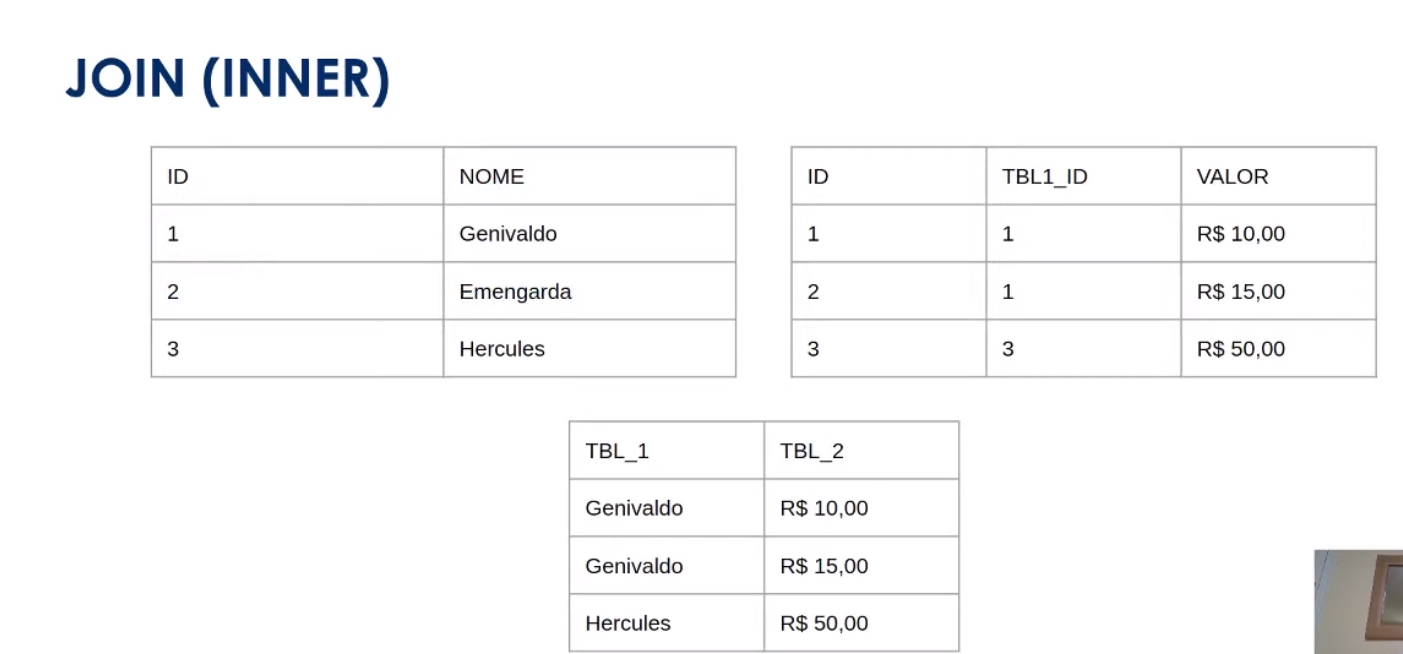 JOIN (INNER)
ID NOME
1 Genivaldo
2 Emengarda
3 Hercules
ID TBL1_ID VALOR
1 1 R$ 10,00
2 1 R$ 15,00
3 3 R$ 50,00
TBL_1 TBL_2
Genivaldo R$ 10,00
Genivaldo R$ 15,00
Hercules R$ 50,00